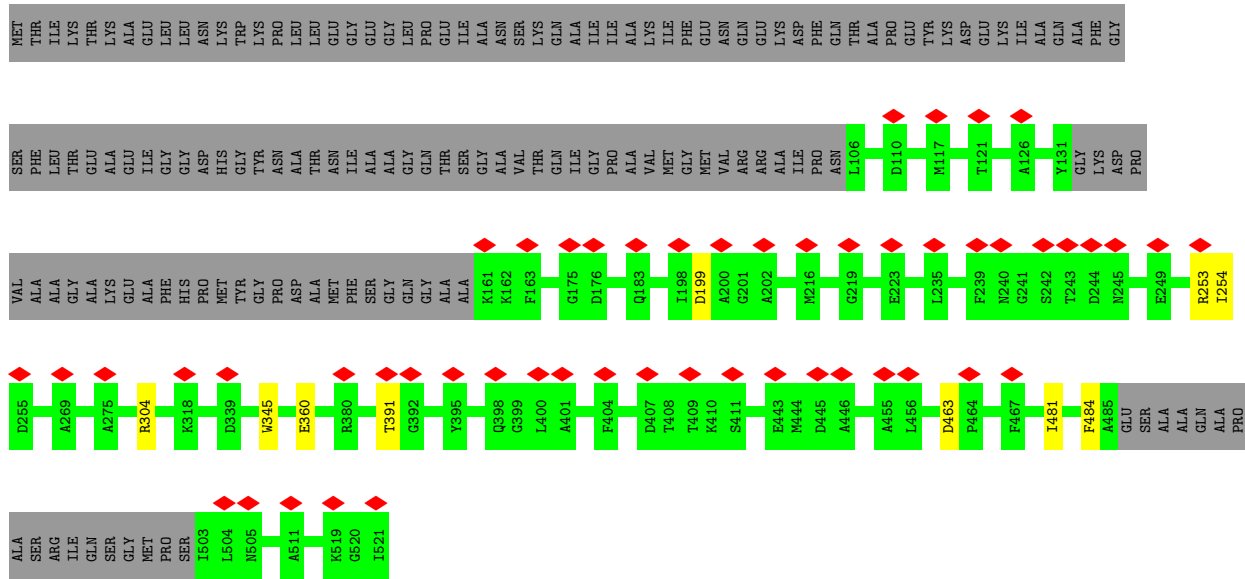 MET THR ILE LYS THR LYS ALA GLU LEU LEU ASN LYS TRP LYS PRO LEU LEU GLU GLY GLU GLY LEU PRO GLU ILE ALA ASN SER LYS GLN ALA ILE ILE ALA LYS ILE PHE GLU ASN GLN GLU LYS ASP PHE GLN THR ALA PRO GLU TYR LYS ASP GLU LYS ILE ALA GLN ALA PHE GLY
SER PHE LEU THR GLU ALA GLU ILE GLY GLY ASP HIS GLY TYR ASN ALA THR ASN ILE ALA ALA GLY GLN THR SER GLY ALA VAL THR GLN ILE GLY PRO ALA VAL MET GLY MET VAL ARG ARG ALA ILE PRO ASN L106 D110 M117 T121 A126 Y131 GLY LYS ASP PRO
VAL ALA ALA GLY ALA LYS GLU ALA PHE HIS PRO MET TYR GLY PRO ASP ALA MET PHE SER GLY GLN GLY ALA ALA K161 K162 F163 G175 D176 Q183 I198 D199 A200 G201 A202 M216 G219 E223 L235 F239 N240 G241 S242 T243 D244 N245 E249 R253 I254
D255 A269 A275 R304 K318 D339 W345 E360 R380 T391 G392 Y395 Q398 G399 L400 A401 F404 D407 T408 T409 K410 S411 E443 M444 D445 A446 A455 L456 D463 P464 F467 I481 F484 A485 GLU SER ALA ALA GLN ALA PRO
ALA SER ARG ILE GLN SER GLY MET PRO SER I503 L504 N505 A511 K519 G520 I521